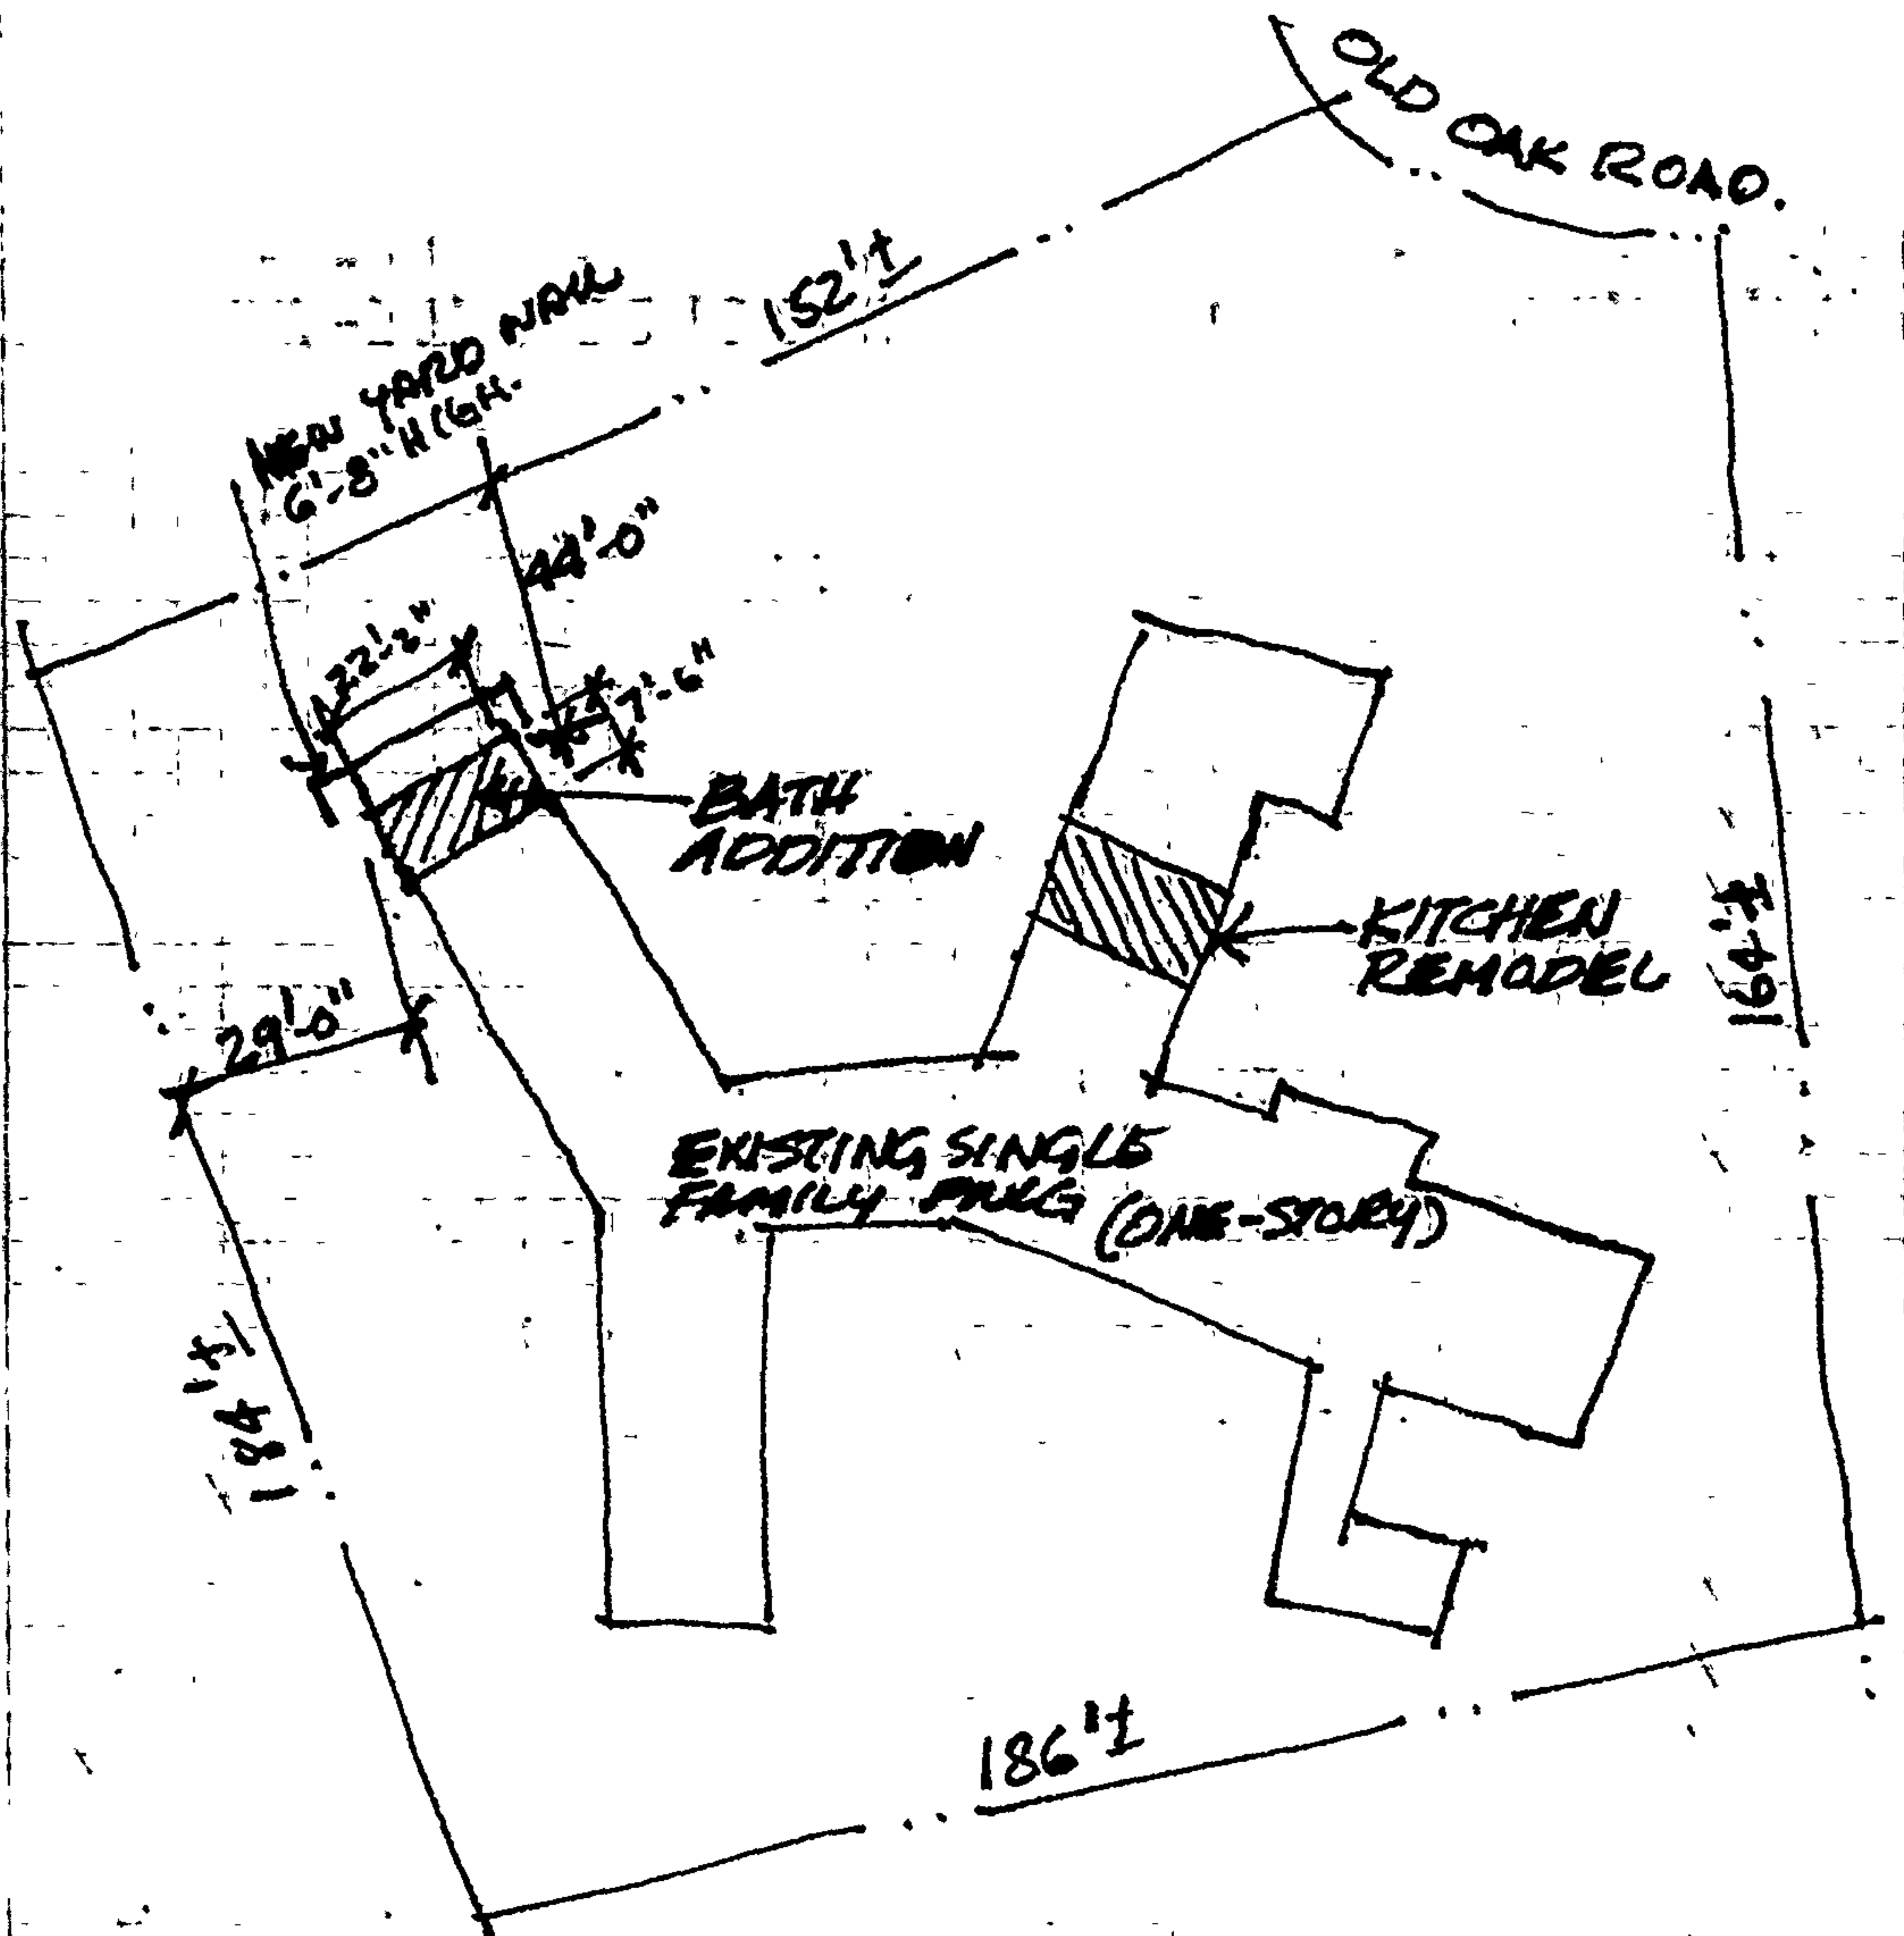 OLD OAK ROAD.
152'±
NEW YARD WALL
6'-8" HIGH.
44'-0"
22'-2"
7'-6"
BATH
ADDITION
KITCHEN
REMODEL
164'±
29'-0"
EXISTING SINGLE
FAMILY (ONE-STORY)
184'±
186'±